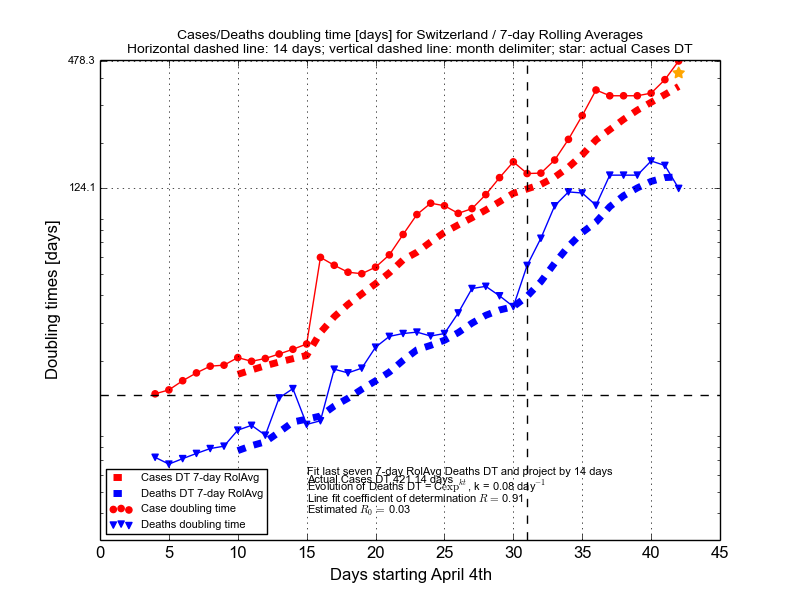 Cases/Deaths doubling time [days] for Switzerland / 7-day Rolling Averages
Horizontal dashed line: 14 days; vertical dashed line: month delimiter; star: actual Cases DT
478.3
124.1
Doubling times [days]
Cases DT 7-day RolAvg
Deaths DT 7-day RolAvg
Case doubling time
Deaths doubling time
Fit last seven 7-day RolAvg Deaths DT and project by 14 days
Actual Cases DT 421.14 days
Evolution of Deaths DT = Cexp^kt, k = 0.08 day^−1
Line fit coefficient of determination R = 0.91
Estimated R_0 = 0.03
0 5 10 15 20 25 30 35 40 45
Days starting April 4th